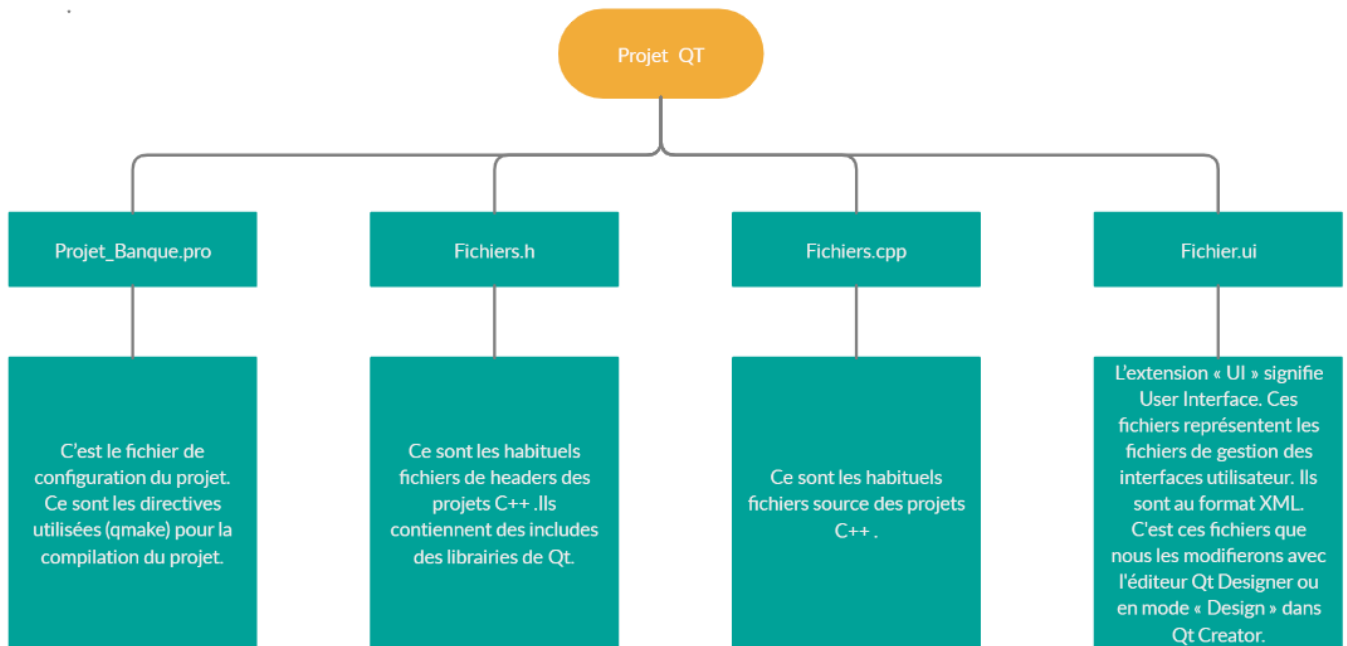 Projet QT
Projet_Banque.pro
Fichiers.h
Fichiers.cpp
Fichier.ui
C'est le fichier de
configuration du projet.
Ce sont les directives
utilisées (qmake) pour la
compilation du projet.
Ce sont les habituels
fichiers de headers des
projets C++ .Ils
contiennent des includes
des librairies de Qt.
Ce sont les habituels
fichiers source des projets
C++ .
L'extension « UI » signifie
User Interface. Ces
fichiers représentent les
fichiers de gestion des
interfaces utilisateur. Ils
sont au format XML.
C'est ces fichiers que
nous les modifierons avec
l'éditeur Qt Designer ou
en mode « Design » dans
Qt Creator.